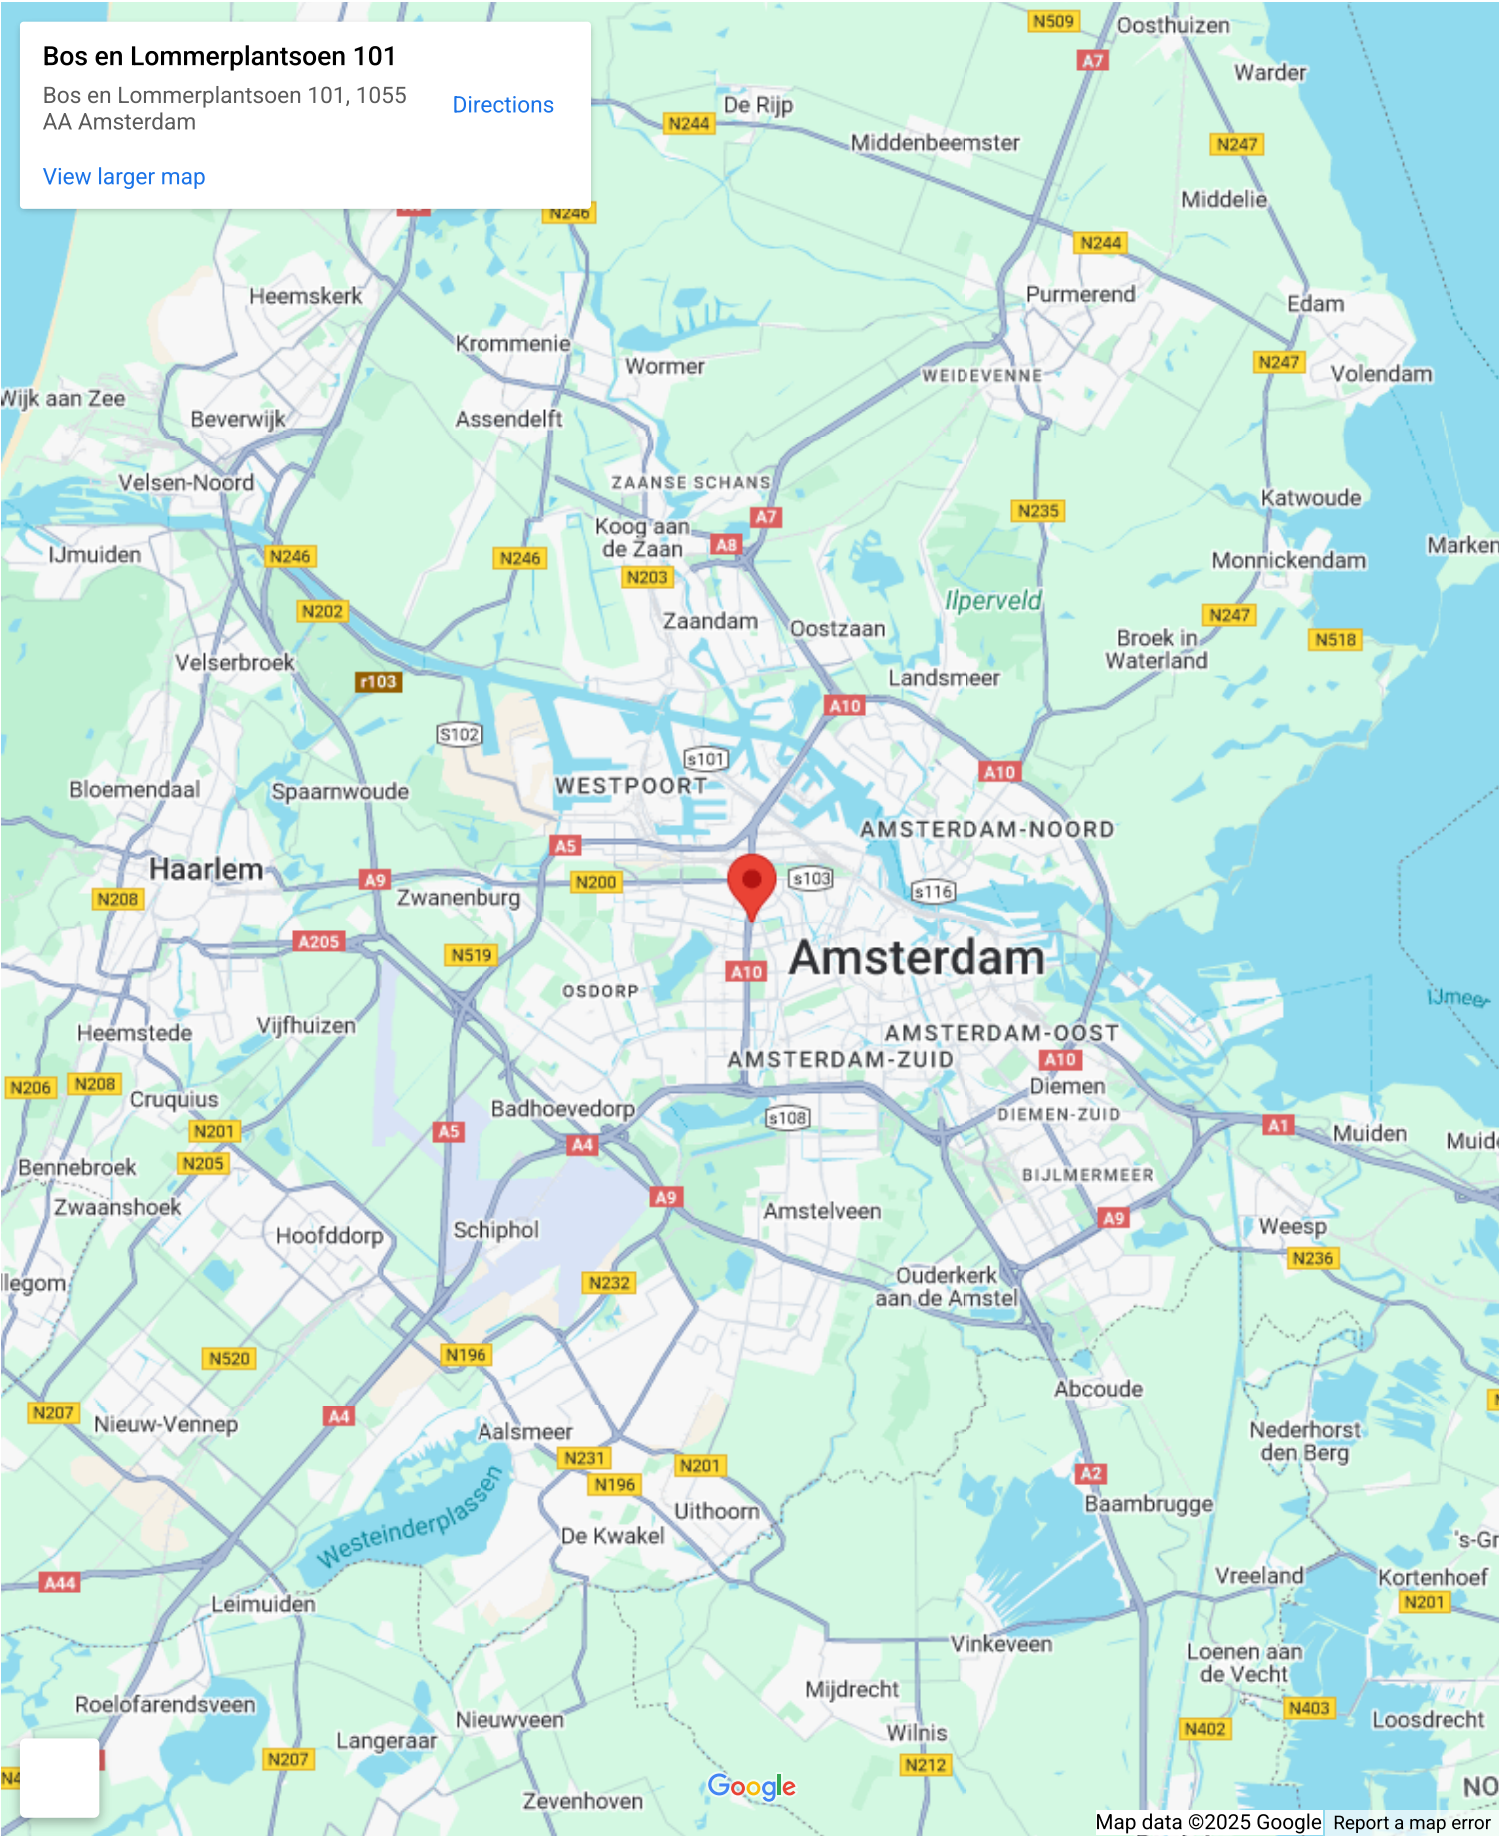 Bos en Lommerplantsoen 101
Bos en Lommerplantsoen 101, 1055
AA Amsterdam
Directions
View larger map
N509
Oosthuizen
A7
Warder
De Rijp
N244
Middenbeemster
N247
Middelie
N246
N244
Heemskerk
Purmerend
Edam
Krommenie
Wormer
N247
WEIDEVENNE
Volendam
Wijk aan Zee
Beverwijk
Assendelft
Velsen-Noord
ZAANSE SCHANS
Katwoude
A7
N235
Koog aan
de Zaan
A8
IJmuiden
N246
N246
Marken
Monnickendam
N203
Ilperveld
N202
Zaandam
Oostzaan
N247
Broek in
Waterland
N518
Velserbroek
r103
Landsmeer
A10
S102
s101
A10
Bloemendaal
Spaarnwoude
WESTPOORT
AMSTERDAM-NOORD
A5
Haarlem
A9
N200
s103
s116
N208
Zwanenburg
A205
N519
Amsterdam
A10
OSDORP
IJmeer
Heemstede
Vijfhuizen
AMSTERDAM-OOST
AMSTERDAM-ZUID
A10
N206
N208
Diemen
Cruquius
Badhoevedorp
s108
DIEMEN-ZUID
N201
A5
A4
A1
Muiden
N205
Bennebroek
BIJLMERMEER
Zwaanshoek
A9
Amstelveen
A9
Hoofddorp
Schiphol
Weesp
N236
llegom
N232
Ouderkerk
aan de Amstel
N520
N196
Abcoude
N207
Nieuw-Vennep
A4
Aalsmeer
Nederhorst
den Berg
N231
N201
A2
N196
Westeinderplassen
Uithoorn
Baambrugge
De Kwakel
's-Gr
A44
Vreeland
Kortenhoef
Leimuiden
N201
Vinkeveen
Loenen aan
de Vecht
Mijdrecht
Roelofarendsveen
N403
Nieuwveen
Loosdrecht
Langeraar
Wilnis
N402
N207
N212
Google
NO
Zevenhoven
Map data ©2025 Google
Report a map error